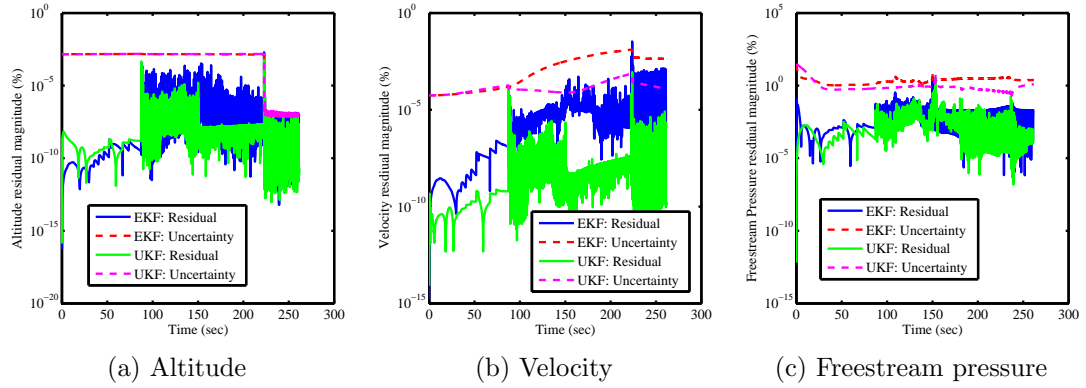 10^0
10^-5
10^-10
10^-15
10^-20
Altitude residual magnitude (%)
0 50 100 150 200 250 300
Time (sec)
EKF: Residual
EKF: Uncertainty
UKF: Residual
UKF: Uncertainty
(a) Altitude
10^0
10^-5
10^-10
10^-15
Velocity resdiual magnitude (%)
0 50 100 150 200 250 300
Time (sec)
EKF: Residual
EKF: Uncertainty
UKF: Residual
UKF: Uncertainty
(b) Velocity
10^5
10^0
10^-5
10^-10
10^-15
Freestream Pressure resdiual magnitude (%)
0 50 100 150 200 250 300
Time (sec)
EKF: Residual
EKF: Uncertainty
UKF: Residual
UKF: Uncertainty
(c) Freestream pressure